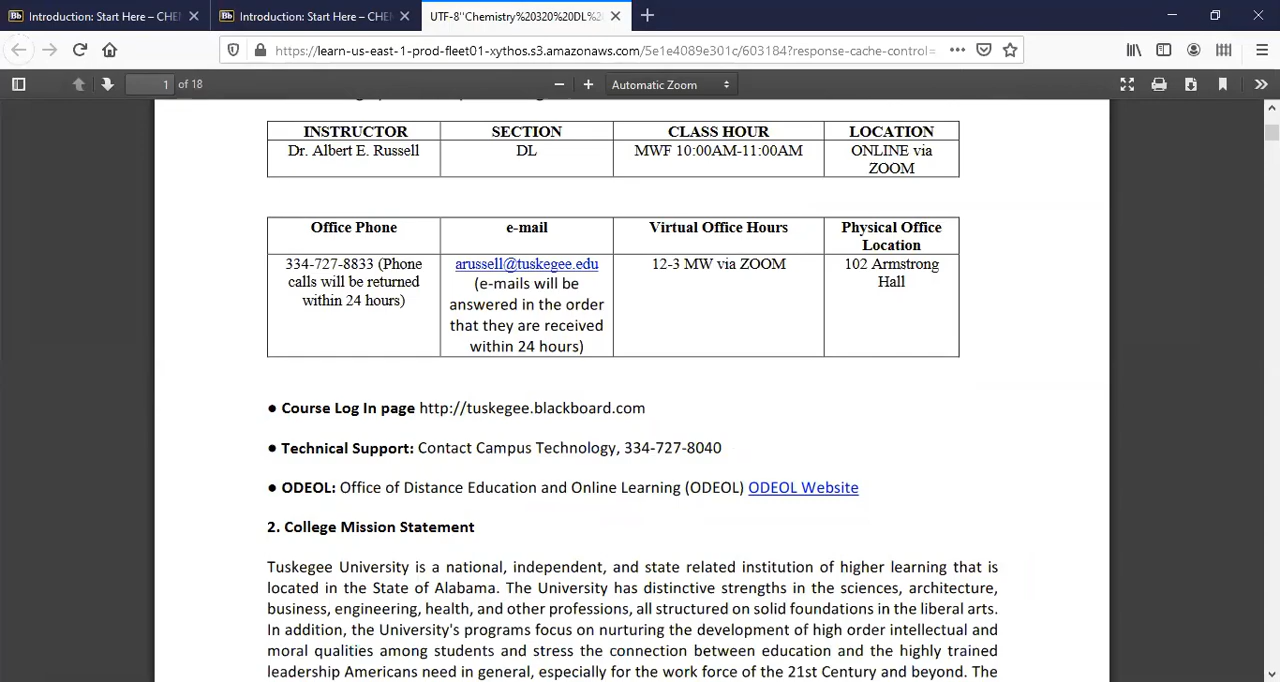 Introduction: Start Here – CHEM
Introduction: Start Here – CHEM
UTF-8''Chemistry%20320%20DL%2
https://learn-us-east-1-prod-fleet01-xythos.s3.amazonaws.com/5e1e4089e301c/603184?response-cache-control=
1 of 18
Automatic Zoom
INSTRUCTOR SECTION CLASS HOUR LOCATION
Dr. Albert E. Russell DL MWF 10:00AM-11:00AM ONLINE via
ZOOM
Office Phone e-mail Virtual Office Hours Physical Office
Location
334-727-8833 (Phone
calls will be returned
within 24 hours)
arussell@tuskegee.edu
(e-mails will be
answered in the order
that they are received
within 24 hours)
12-3 MW via ZOOM
102 Armstrong
Hall
● Course Log In page http://tuskegee.blackboard.com
● Technical Support: Contact Campus Technology, 334-727-8040
● ODEOL: Office of Distance Education and Online Learning (ODEOL) ODEOL Website
2. College Mission Statement
Tuskegee University is a national, independent, and state related institution of higher learning that is
located in the State of Alabama. The University has distinctive strengths in the sciences, architecture,
business, engineering, health, and other professions, all structured on solid foundations in the liberal arts.
In addition, the University's programs focus on nurturing the development of high order intellectual and
moral qualities among students and stress the connection between education and the highly trained
leadership Americans need in general, especially for the work force of the 21st Century and beyond. The